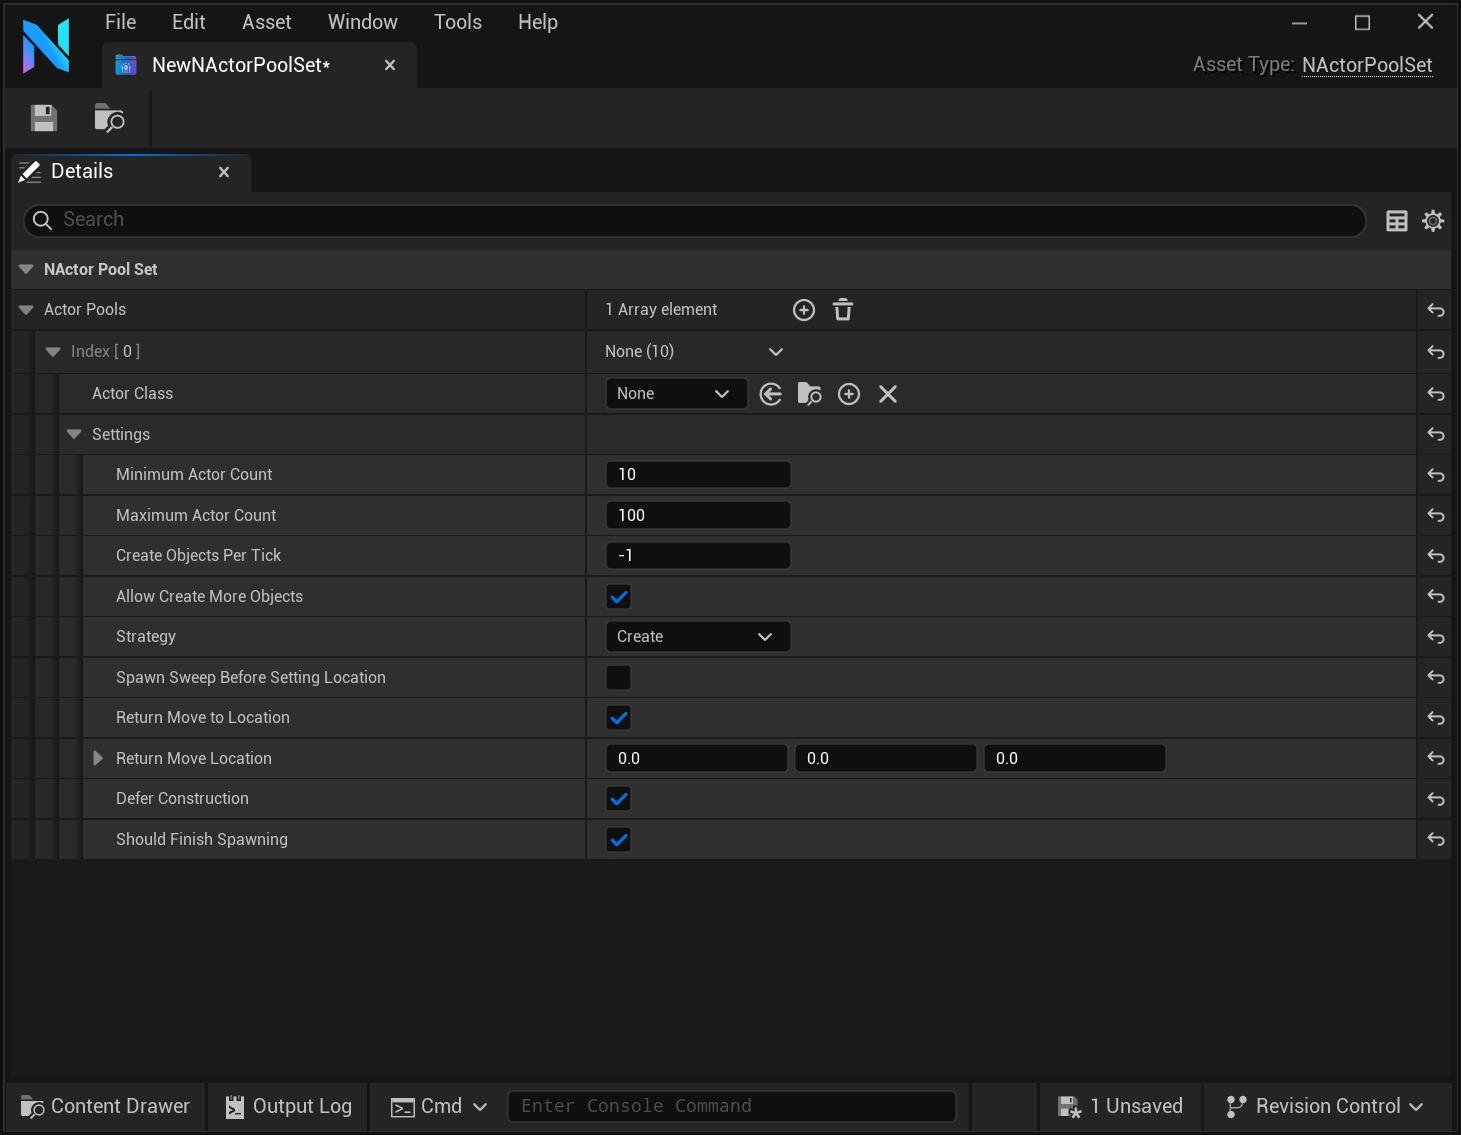 File Edit Asset Window Tools Help
NewNActorPoolSet*
Asset Type: NActorPoolSet
Details
Search
NActor Pool Set
Actor Pools 1 Array element
Index [ 0 ] None (10)
Actor Class None
Settings
Minimum Actor Count 10
Maximum Actor Count 100
Create Objects Per Tick -1
Allow Create More Objects
Strategy Create
Spawn Sweep Before Setting Location
Return Move to Location
Return Move Location 0.0 0.0 0.0
Defer Construction
Should Finish Spawning
Content Drawer Output Log Cmd Enter Console Command 1 Unsaved Revision Control